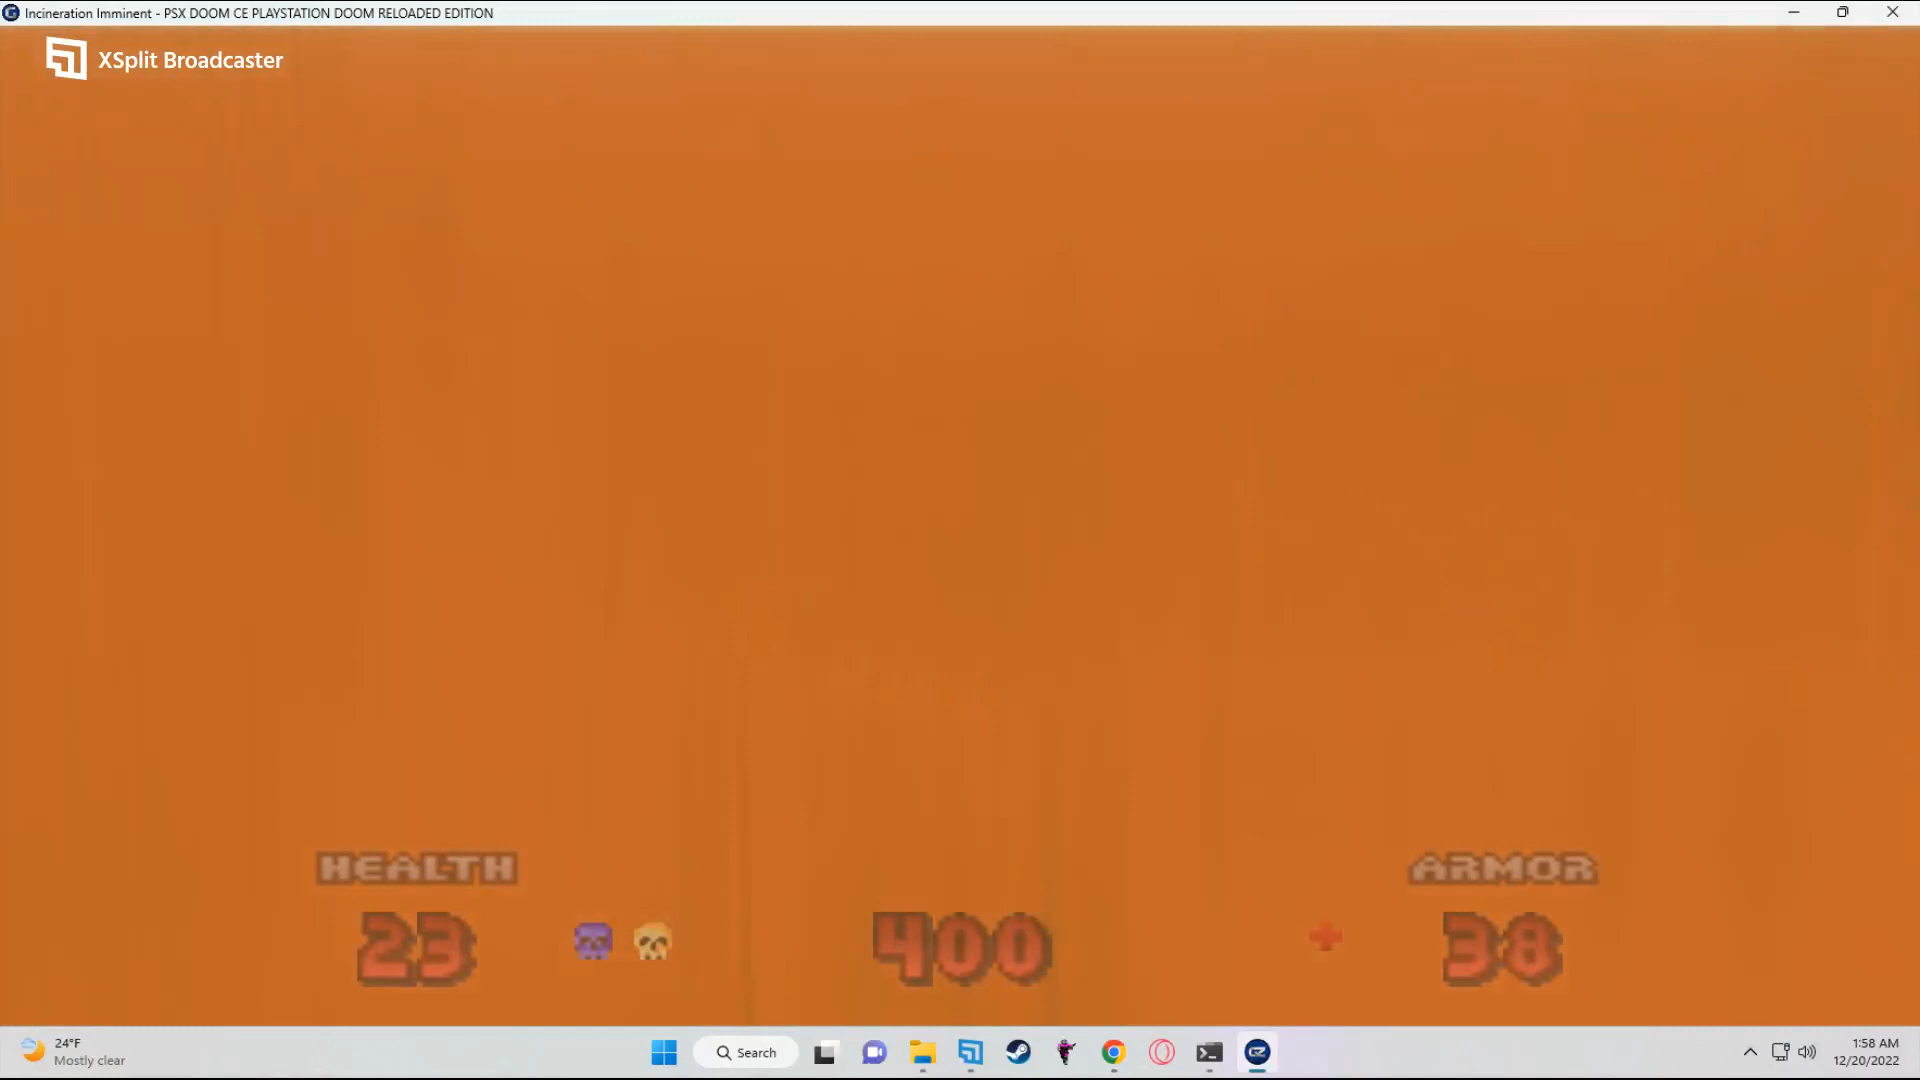 Incineration Imminent - PSX DOOM CE PLAYSTATION DOOM RELOADED EDITION
XSplit Broadcaster
HEALTH
ARMOR
23
400
38
24°F
Mostly clear
Search
1:58 AM
12/20/2022